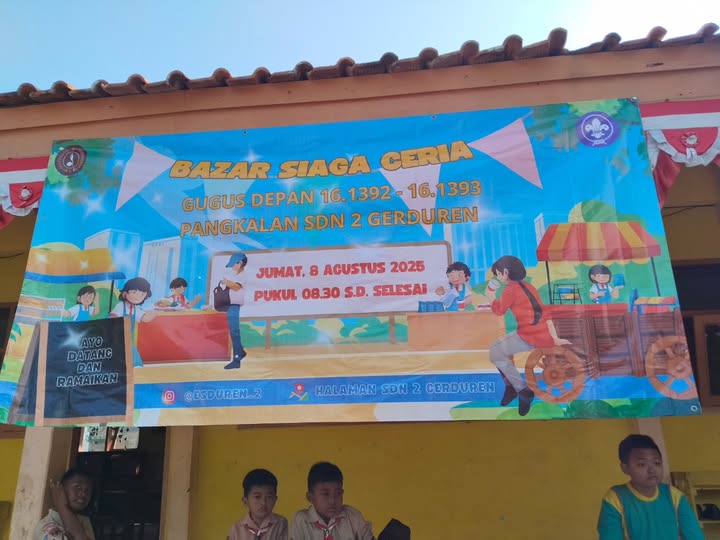 BAZAR SIAGA CERIA
GUGUS DEPAN 16.1392 - 16.1393
PANGKALAN SDN 2 GERDUREN
JUMAT, 8 AGUSTUS 2025
PUKUL 08.30 S.D. SELESAI
AYO
DATANG
DAN
RAMAIKAN
@ESDUREN_2
HALAMAN SDN 2 GERDUREN